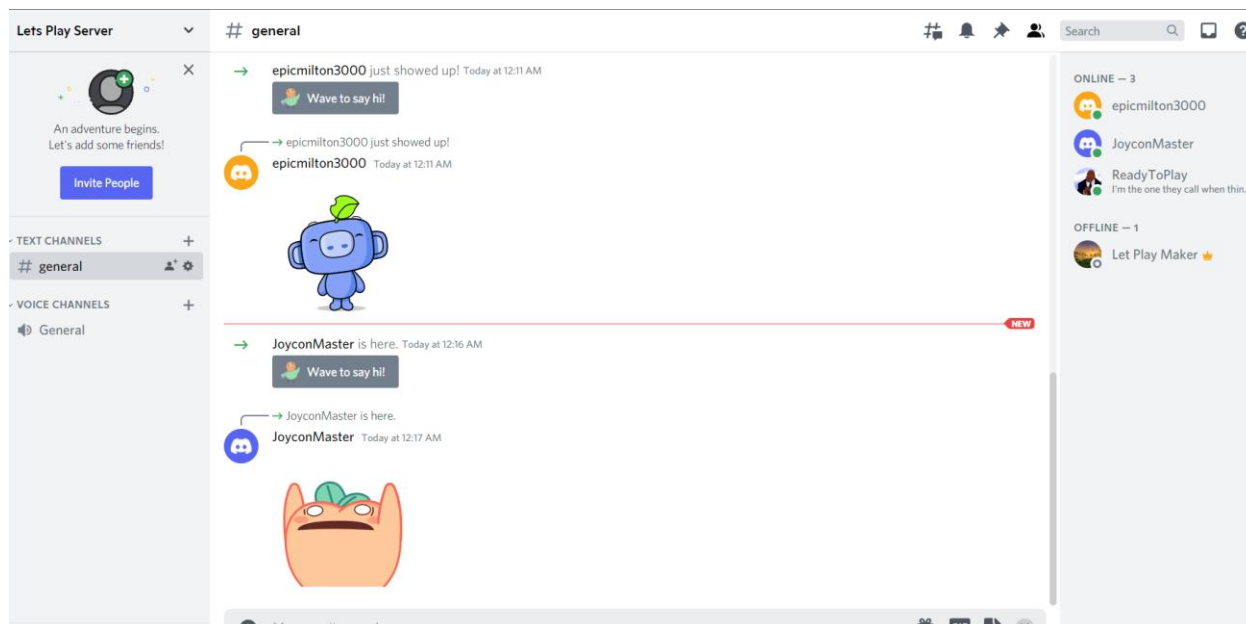 Lets Play Server
An adventure begins.
Let's add some friends!
Invite People
TEXT CHANNELS
general
VOICE CHANNELS
General
# general
Search
epicmilton3000 just showed up! Today at 12:11 AM
Wave to say hi!
epicmilton3000 just showed up!
epicmilton3000 Today at 12:11 AM
NEW
JoyconMaster is here. Today at 12:16 AM
Wave to say hi!
JoyconMaster is here.
JoyconMaster Today at 12:17 AM
ONLINE — 3
epicmilton3000
JoyconMaster
ReadyToPlay
I'm the one they call when thin.
OFFLINE — 1
Let Play Maker